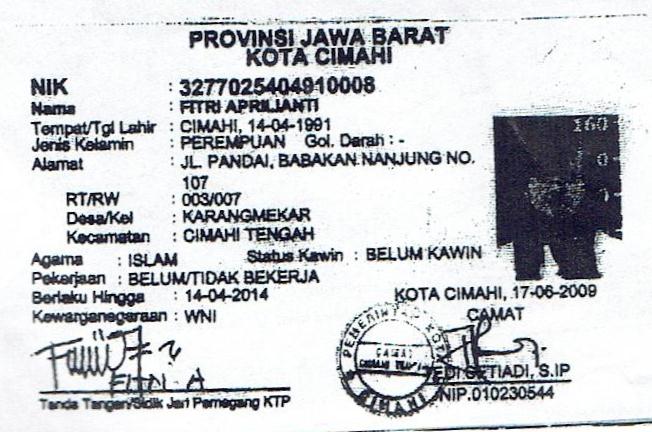 PROVINSI JAWA BARAT
KOTA CIMAHI
NIK : 3277025404910008
Nama : FITRI APRILIANTI
Tempat/Tgl Lahir : CIMAHI, 14-04-1991
Jenis Kelamin : PEREMPUAN Gol. Darah : -
Alamat : JL. PANDAI, BABAKAN NANJUNG NO.
107
RT/RW : 003/007
Desa/Kel : KARANGMEKAR
Kecamatan : CIMAHI TENGAH
Agama : ISLAM Status Kawin : BELUM KAWIN
Pekerjaan : BELUM/TIDAK BEKERJA
Berlaku Hingga : 14-04-2014
Kewarganegaraan : WNI
160
0
KOTA CIMAHI, 17-06-2009
CAMAT
PEMERINTAH KOTA
CAMAT
CIMAHI
FITRI A
Tanda Tangan/Sidik Jari Pemegang KTP
TEDI SETIADI, S.IP
NIP.010230544